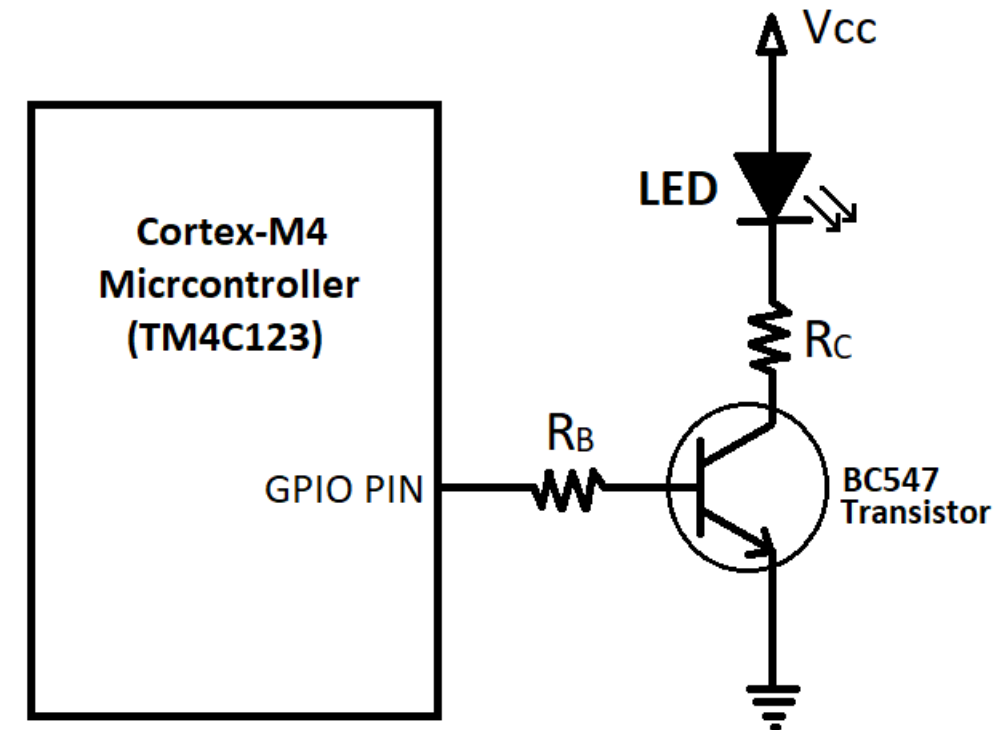 Vcc
LED
Cortex-M4
Micrcontroller
(TM4C123)
RC
RB
GPIO PIN
BC547
Transistor